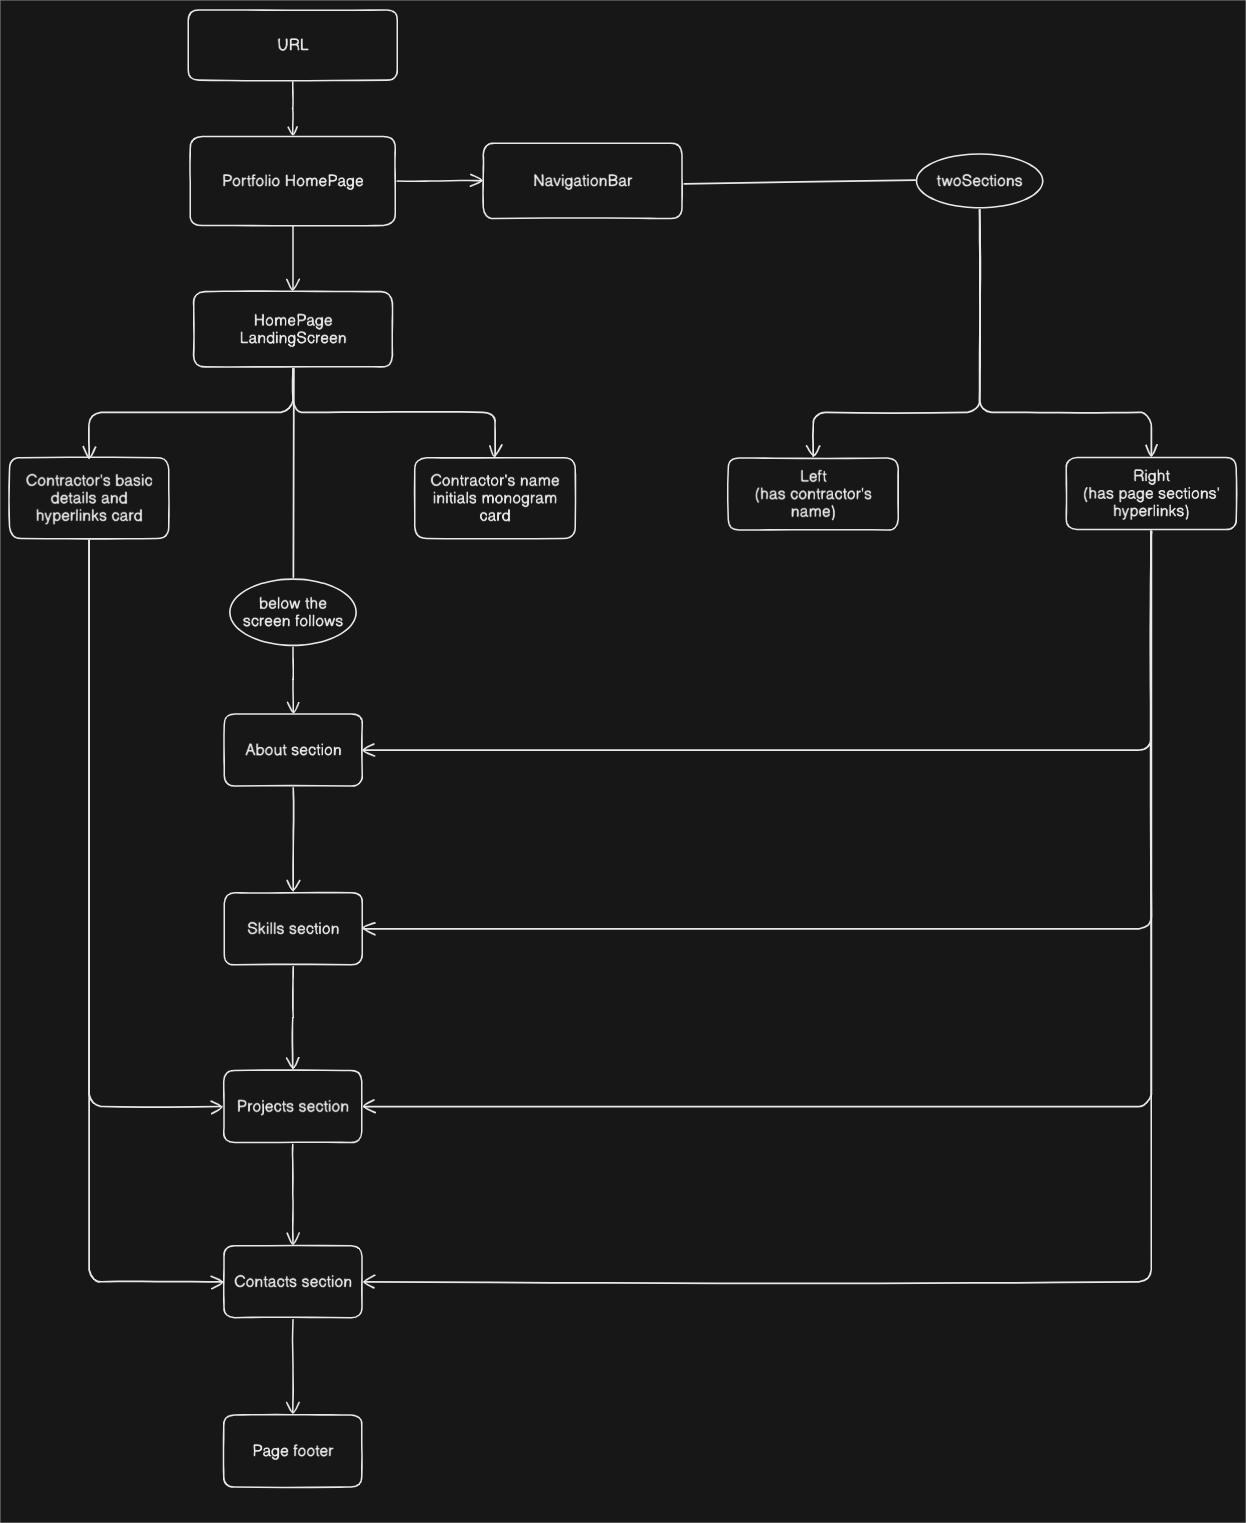 URL
Portfolio HomePage
NavigationBar
twoSections
HomePage
LandingScreen
Contractor's basic
details and
hyperlinks card
Contractor's name
initials monogram
card
Left
(has contractor's
name)
Right
(has page sections'
hyperlinks)
below the
screen follows
About section
Skills section
Projects section
Contacts section
Page footer